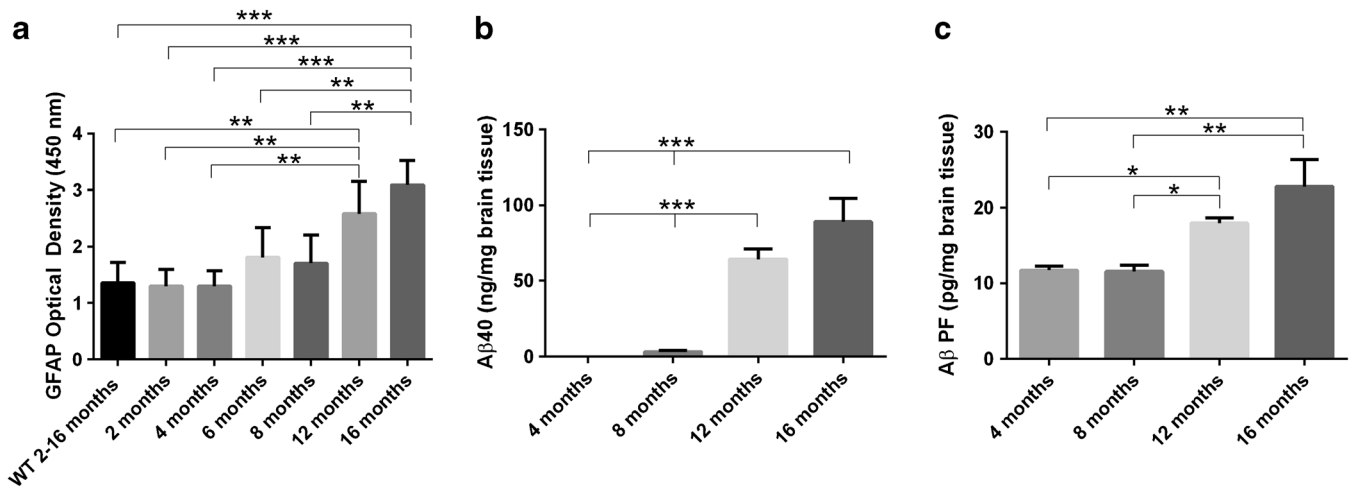 a
***
***
***
**
**
**
**
**
GFAP Optical Density (450 nm)
4
3
2
1
0
WT 2-16 months
2 months
4 months
6 months
8 months
12 months
16 months
b
***
***
Aβ40 (ng/mg brain tissue)
150
100
50
0
4 months
8 months
12 months
16 months
c
**
**
*
*
Aβ PF (pg/mg brain tissue)
30
20
10
0
4 months
8 months
12 months
16 months